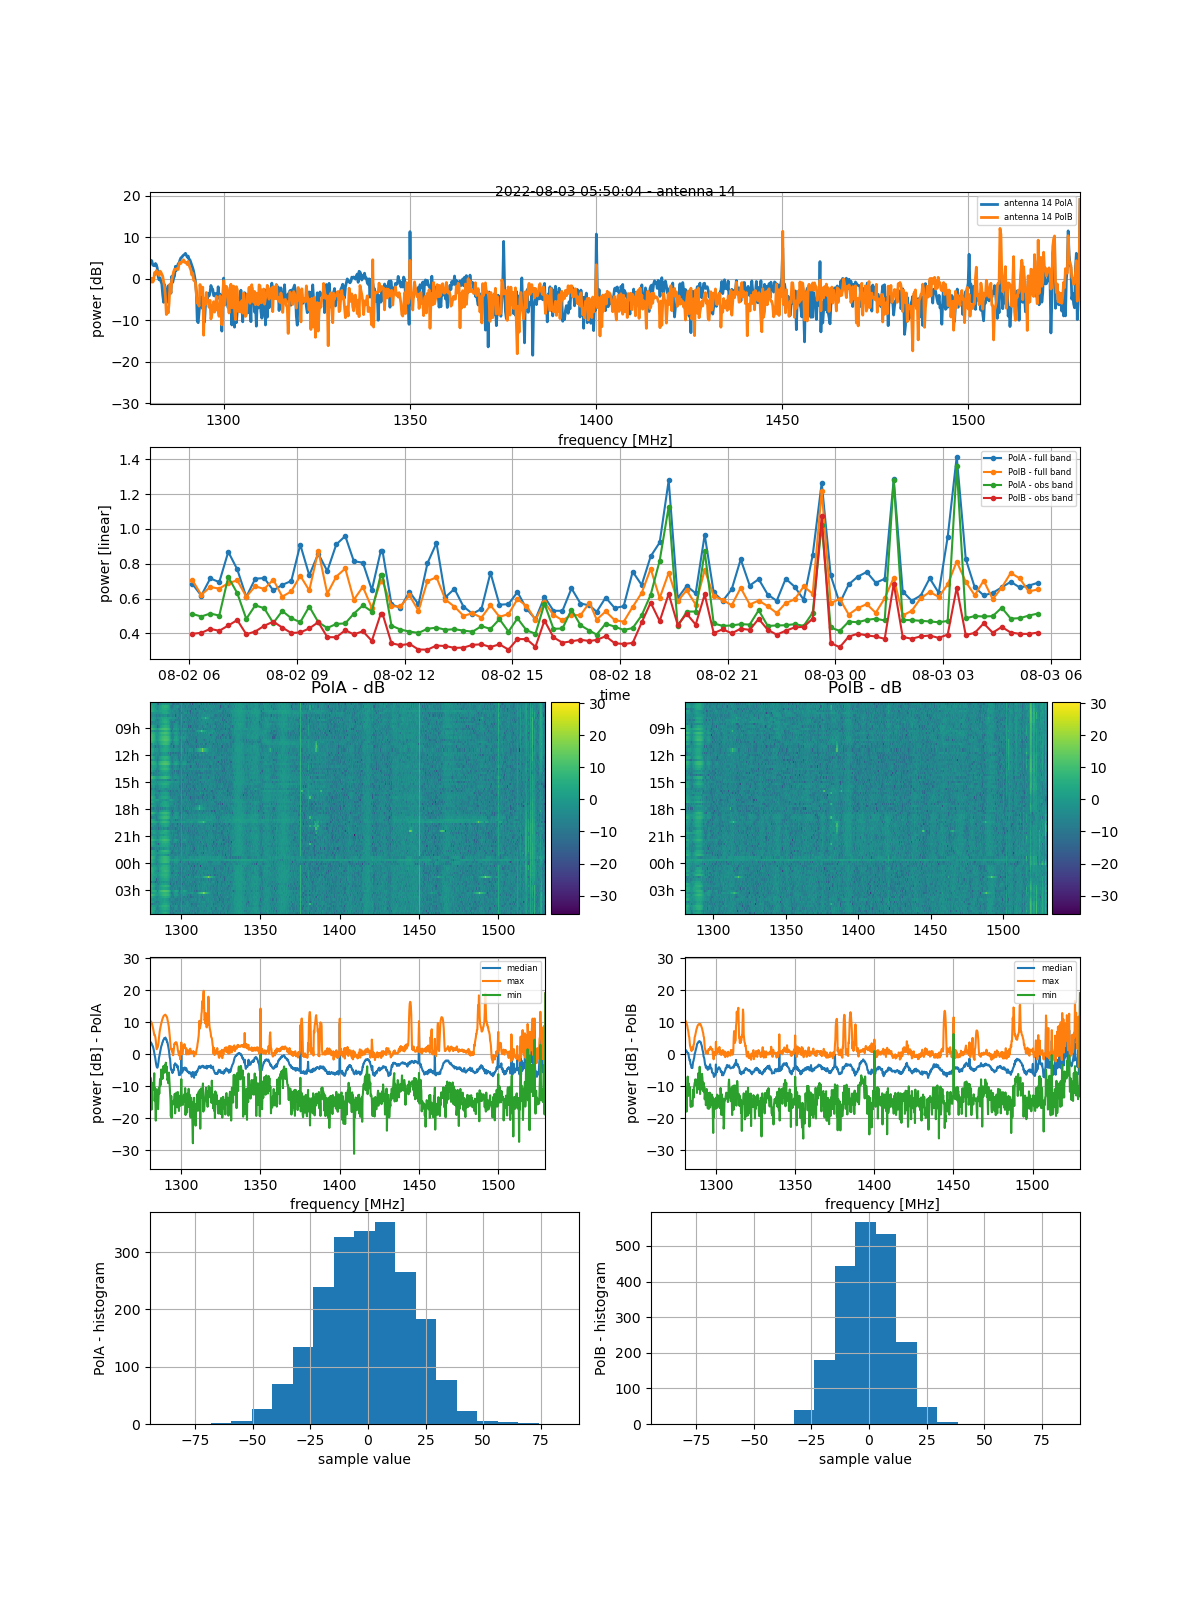 2022-08-03 05:50:04 - antenna 14
power [dB]
20
10
0
−10
−20
−30
antenna 14 PolA
antenna 14 PolB
1300 1350 1400 1450 1500
frequency [MHz]
power [linear]
1.4
1.2
1.0
0.8
0.6
0.4
PolA - full band
PolB - full band
PolA - obs band
PolB - obs band
08-02 06 08-02 09 08-02 12 08-02 15 08-02 18 08-02 21 08-03 00 08-03 03 08-03 06
time
PolA - dB
09h
12h
15h
18h
21h
00h
03h
1300 1350 1400 1450 1500
30
20
10
0
−10
−20
−30
PolB - dB
09h
12h
15h
18h
21h
00h
03h
1300 1350 1400 1450 1500
30
20
10
0
−10
−20
−30
power [dB] - PolA
30
20
10
0
−10
−20
−30
median
max
min
1300 1350 1400 1450 1500
frequency [MHz]
power [dB] - PolB
30
20
10
0
−10
−20
−30
median
max
min
1300 1350 1400 1450 1500
frequency [MHz]
PolA - histogram
300
200
100
0
−75 −50 −25 0 25 50 75
sample value
PolB - histogram
500
400
300
200
100
0
−75 −50 −25 0 25 50 75
sample value